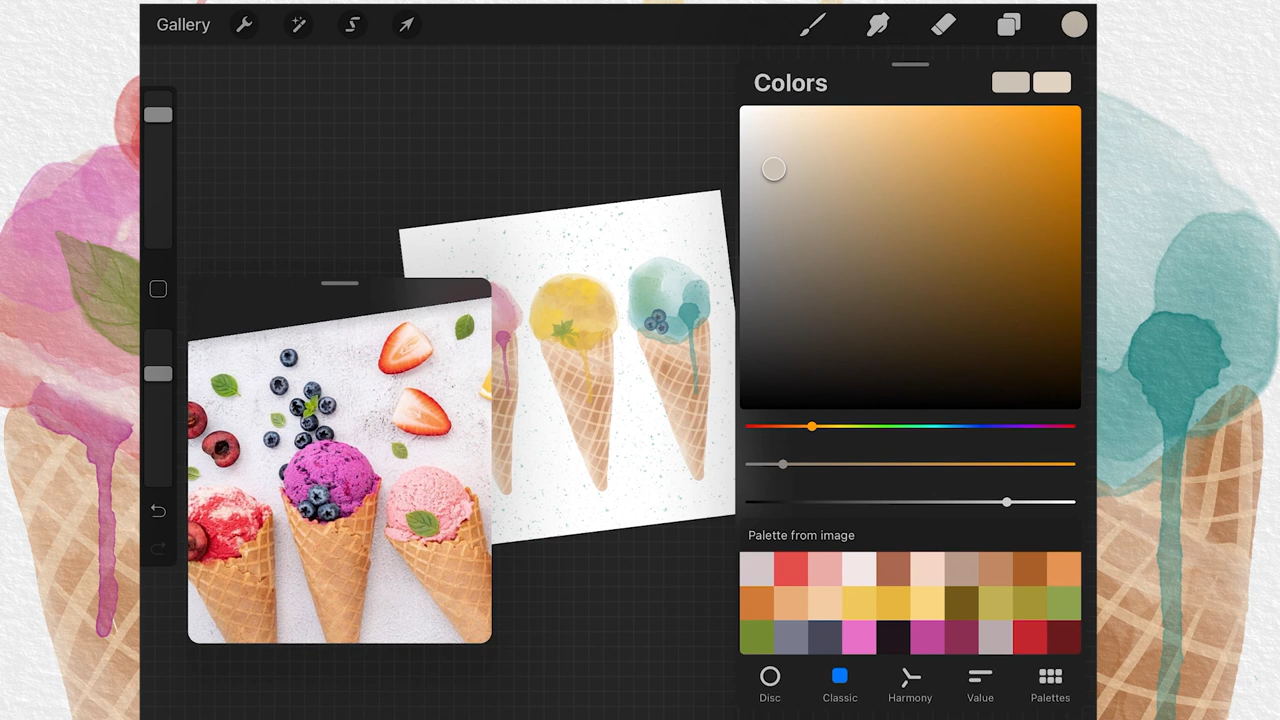 Gallery
Colors
Palette from image
Disc
Classic
Harmony
Value
Palettes